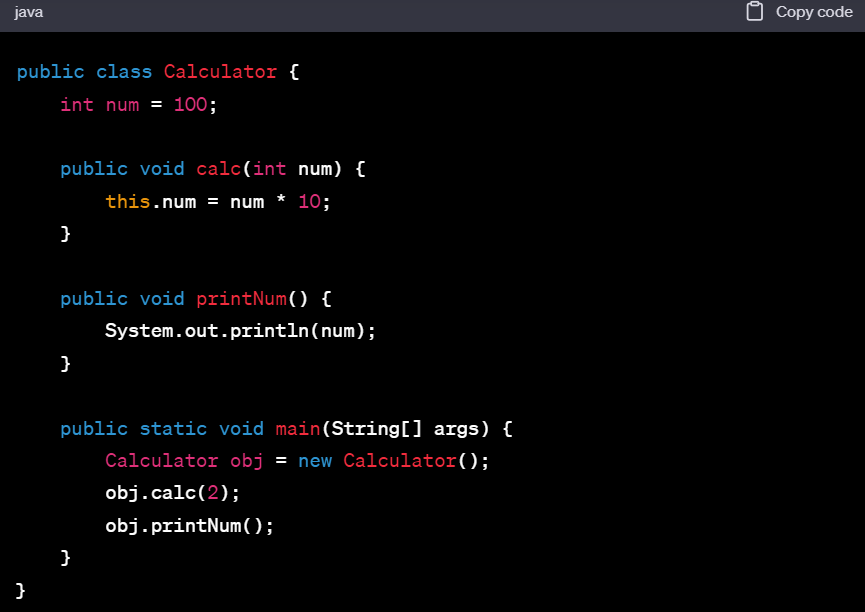 java
Copy code
public class Calculator {
    int num = 100;
    public void calc(int num) {
        this.num = num * 10;
    }
    public void printNum() {
        System.out.println(num);
    }
    public static void main(String[] args) {
        Calculator obj = new Calculator();
        obj.calc(2);
        obj.printNum();
    }
}